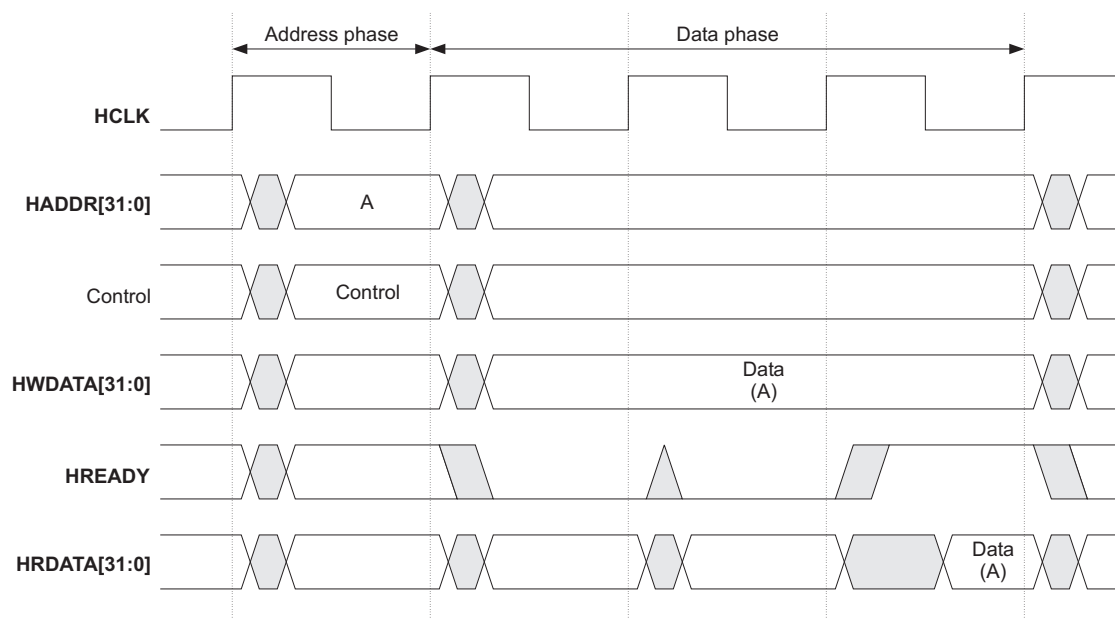 Address phase
Data phase
HCLK
HADDR[31:0]
A
Control
Control
HWDATA[31:0]
Data
(A)
HREADY
HRDATA[31:0]
Data
(A)